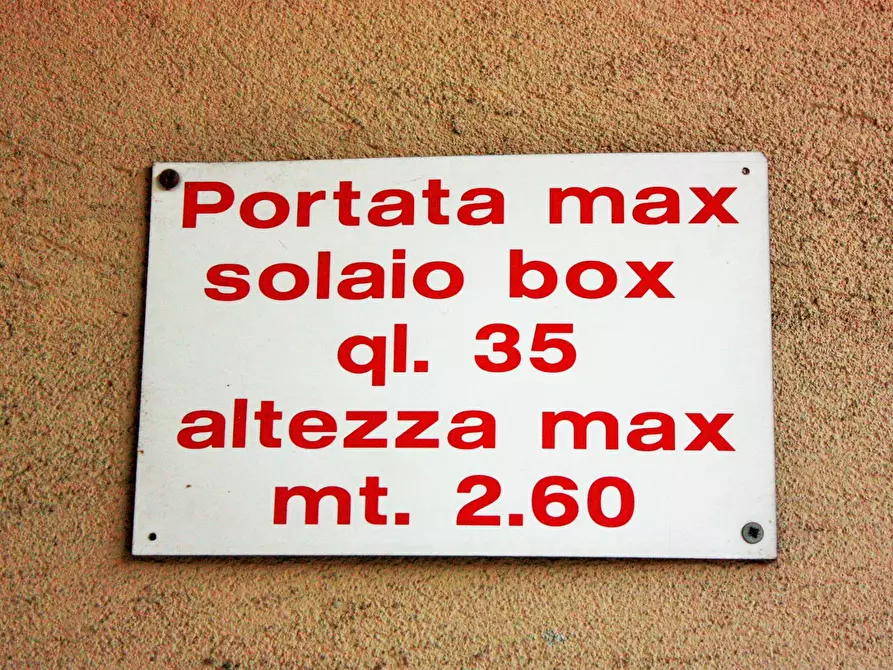 Portata max
solaio box
ql. 35
altezza max
mt. 2.60